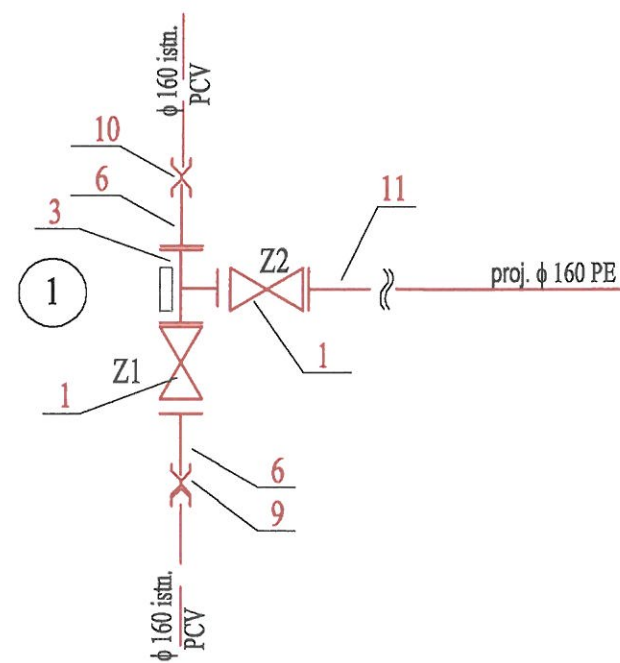 ϕ 160 istn.
PCV
10
6
3
11
1
Z2
proj. ϕ 160 PE
1
Z1
1
6
9
ϕ 160 istn.
PCV